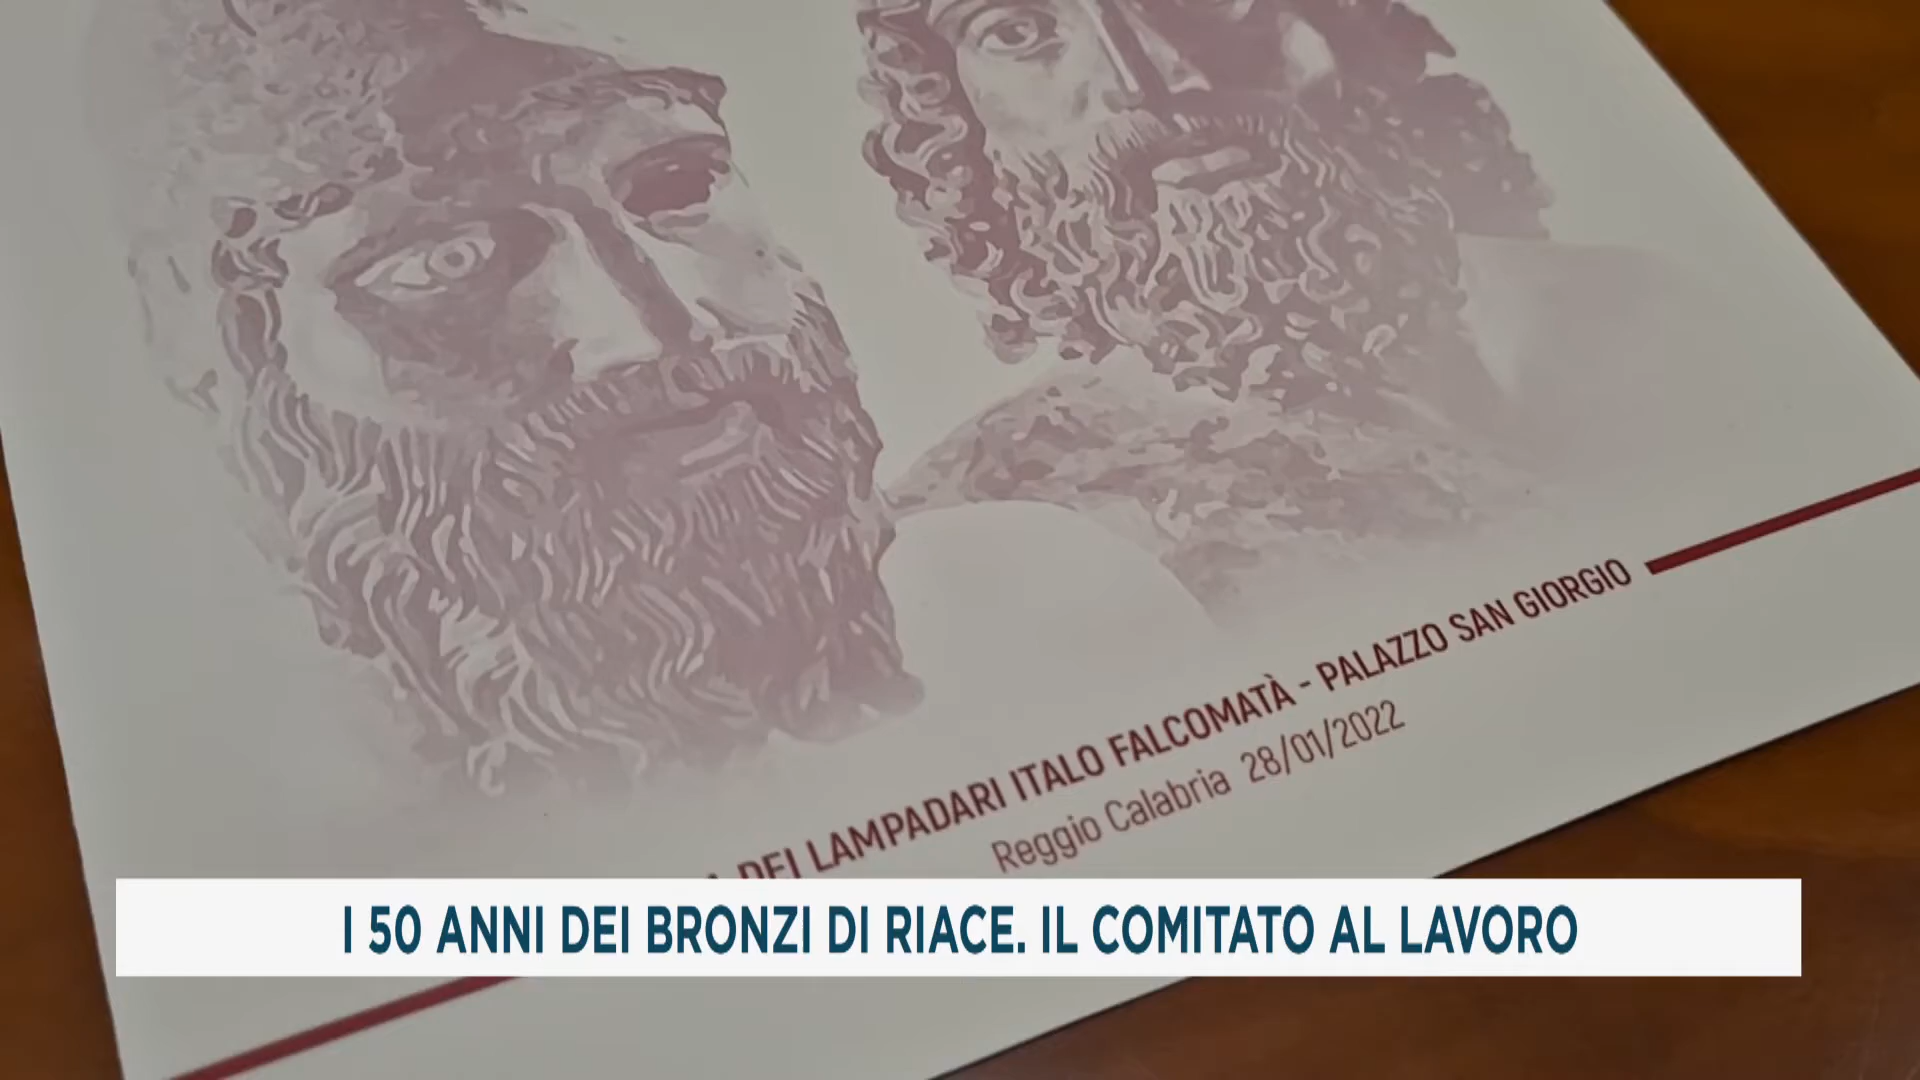 DEI LAMPADARI ITALO FALCOMATÀ - PALAZZO SAN GIORGIO
Reggio Calabria 28/01/2022
I 50 ANNI DEI BRONZI DI RIACE. IL COMITATO AL LAVORO